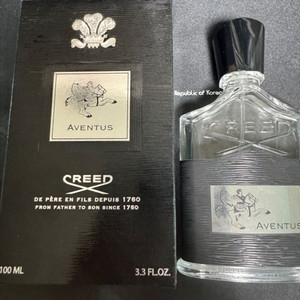 AVENTUS
CREED
DE PÈRE EN FILS DEPUIS 1760
FROM FATHER TO SON SINCE 1760
100 ML
3.3 FL.OZ.
Republic of Korea
CREED
AVENTUS